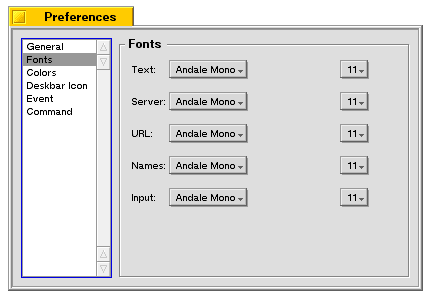 Preferences
General
Fonts
Colors
Deskbar Icon
Event
Command
Fonts
Text: Andale Mono 11
Server: Andale Mono 11
URL: Andale Mono 11
Names: Andale Mono 11
Input: Andale Mono 11